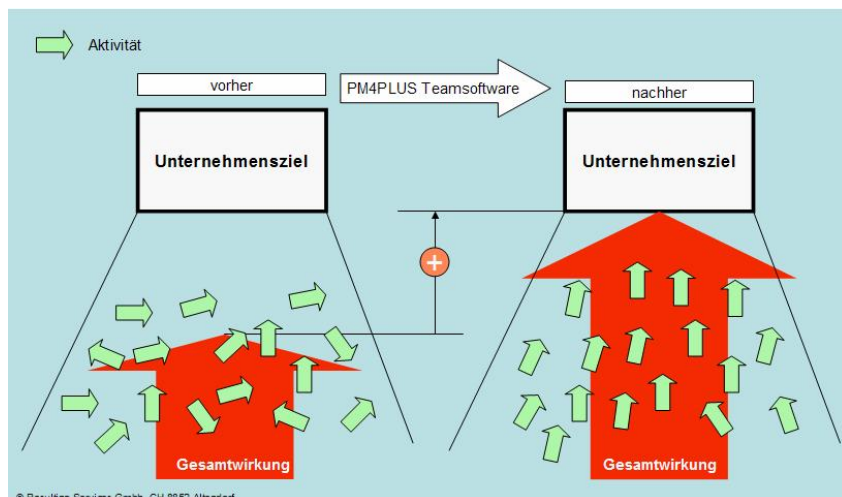 Aktivität
vorher
PM4PLUS Teamsoftware
nachher
Unternehmensziel
Unternehmensziel
+
Gesamtwirkung
Gesamtwirkung